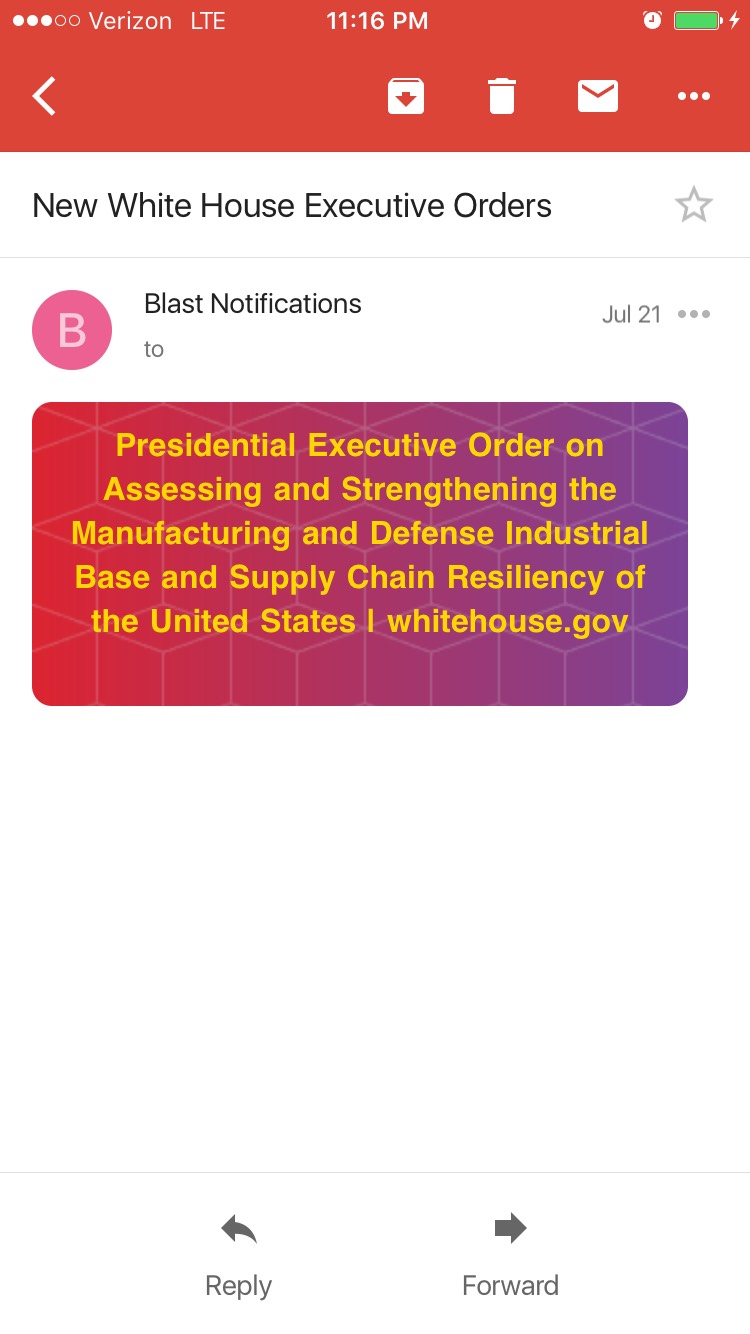 Verizon LTE 11:16 PM
New White House Executive Orders
B
Blast Notifications
Jul 21
to
Presidential Executive Order on
Assessing and Strengthening the
Manufacturing and Defense Industrial
Base and Supply Chain Resiliency of
the United States | whitehouse.gov
Reply Forward